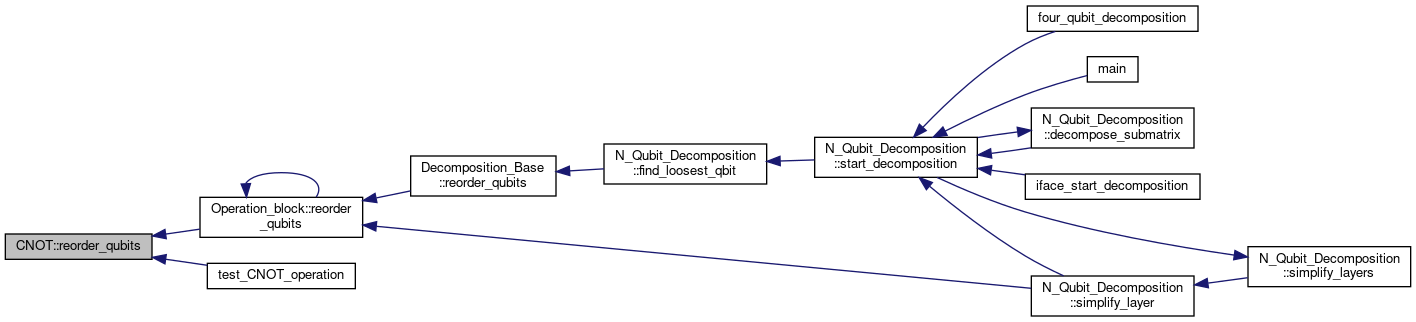 four_qubit_decomposition
main
N_Qubit_Decomposition
::decompose_submatrix
N_Qubit_Decomposition
::start_decomposition
N_Qubit_Decomposition
::find_loosest_qbit
Decomposition_Base
::reorder_qubits
iface_start_decomposition
Operation_block::reorder
_qubits
CNOT::reorder_qubits
test_CNOT_operation
N_Qubit_Decomposition
::simplify_layers
N_Qubit_Decomposition
::simplify_layer